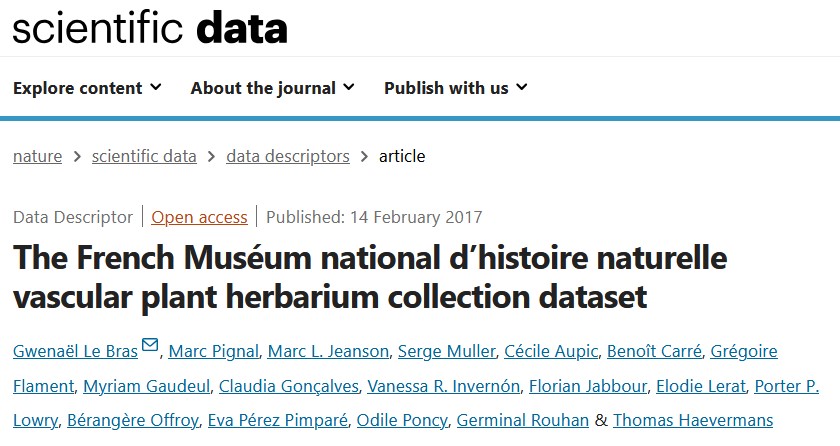 scientific data
Explore content About the journal Publish with us
nature > scientific data > data descriptors > article
Data Descriptor | Open access | Published: 14 February 2017
The French Muséum national d’histoire naturelle
vascular plant herbarium collection dataset
Gwenaël Le Bras, Marc Pignal, Marc L. Jeanson, Serge Muller, Cécile Aupic, Benoît Carré, Grégoire
Flament, Myriam Gaudeul, Claudia Gonçalves, Vanessa R. Invernón, Florian Jabbour, Elodie Lerat, Porter P.
Lowry, Bérangère Offroy, Eva Pérez Pimparé, Odile Poncy, Germinal Rouhan & Thomas Haevermans